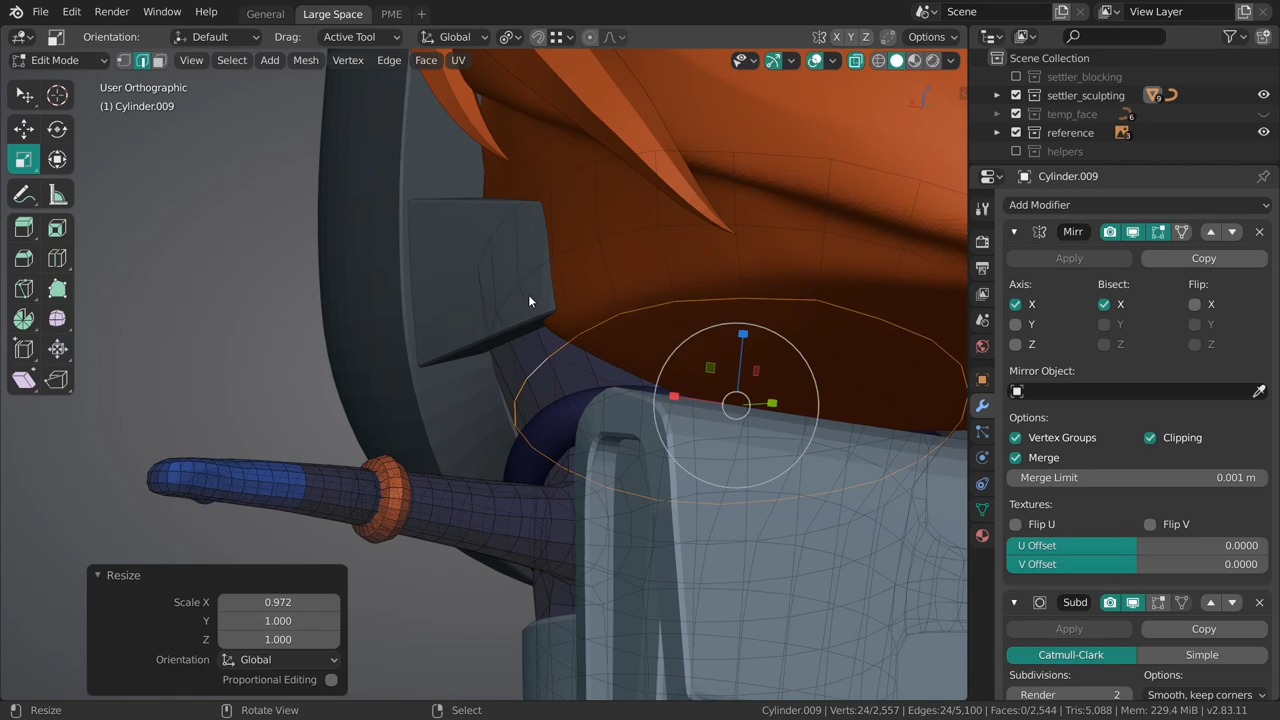 File Edit Render Window Help General Large Space PME + Scene View Layer
Orientation: Default Drag: Active Tool Global X Y Z Options
Edit Mode View Select Add Mesh Vertex Edge Face UV
User Orthographic
(1) Cylinder.009
Scene Collection
settler_blocking
settler_sculpting 9
temp_face 6
reference 3
helpers
Cylinder.009
Add Modifier
Mirr
Apply Copy
Axis: Bisect: Flip:
X X X
Y Y Y
Z Z Z
Mirror Object:
Options:
Vertex Groups Clipping
Merge
Merge Limit 0.001 m
Textures:
Flip U Flip V
U Offset 0.0000
V Offset 0.0000
Subd
Apply Copy
Catmull-Clark Simple
Subdivisions: Options:
Render 2 Smooth, keep corners
Resize
Scale X 0.972
Y 1.000
Z 1.000
Orientation Global
Proportional Editing
Resize Rotate View Select Cylinder.009 | Verts:24/2,557 | Edges:24/5,100 | Faces:0/2,544 | Tris:5,088 | Mem: 229.4 MiB | v2.83.11